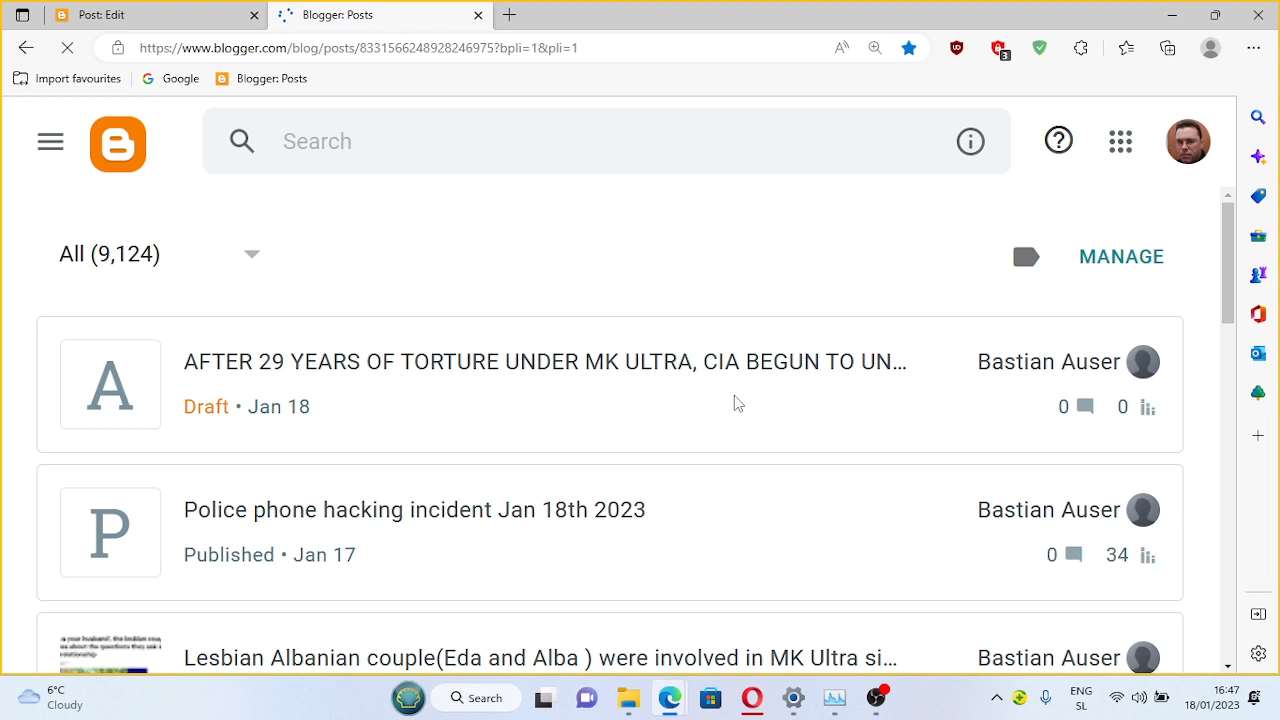 Post: Edit
Blogger: Posts
https://www.blogger.com/blog/posts/8331566248928246975?bpli=1&pli=1
3
Import favourites
Google
Blogger: Posts
Search
All (9,124)
MANAGE
A
AFTER 29 YEARS OF TORTURE UNDER MK ULTRA, CIA BEGUN TO UN...
Bastian Auser
Draft • Jan 18
0
0
P
Police phone hacking incident Jan 18th 2023
Bastian Auser
Published • Jan 17
0
34
Lesbian Albanian couple(Eda and Alba ) were involved in MK Ultra si...
Bastian Auser
6°C
Cloudy
Search
ENG
SL
16:47
18/01/2023